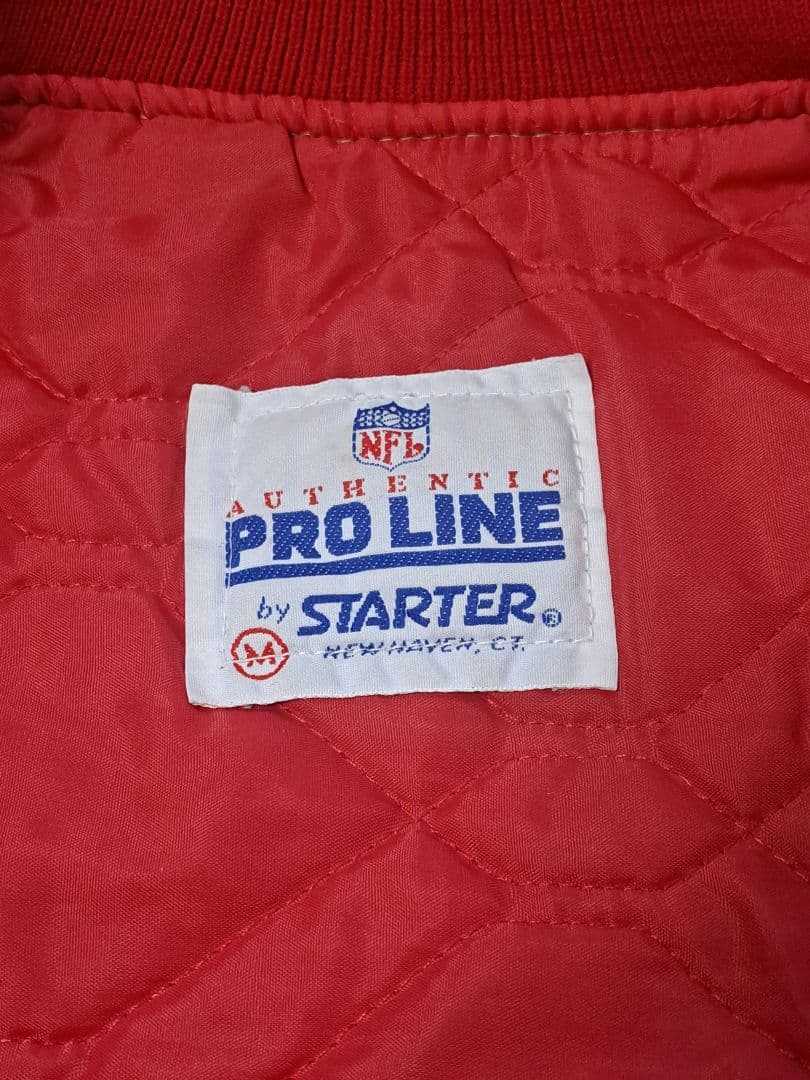 NFL
AUTHENTIC
PRO LINE
by STARTER®
M NEW HAVEN, CT.